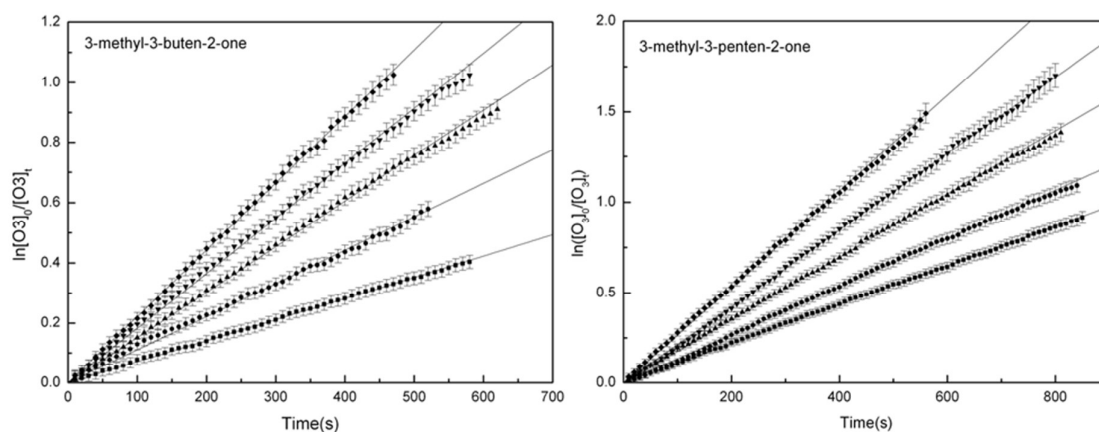 1.2
1.0
0.8
0.6
0.4
0.2
0.0
ln[O3]0/[O3]t
3-methyl-3-buten-2-one
0 100 200 300 400 500 600 700
Time(s)
2.0
1.5
1.0
0.5
0.0
ln([O3]0/[O3t)
3-methyl-3-penten-2-one
0 200 400 600 800
Time(s)